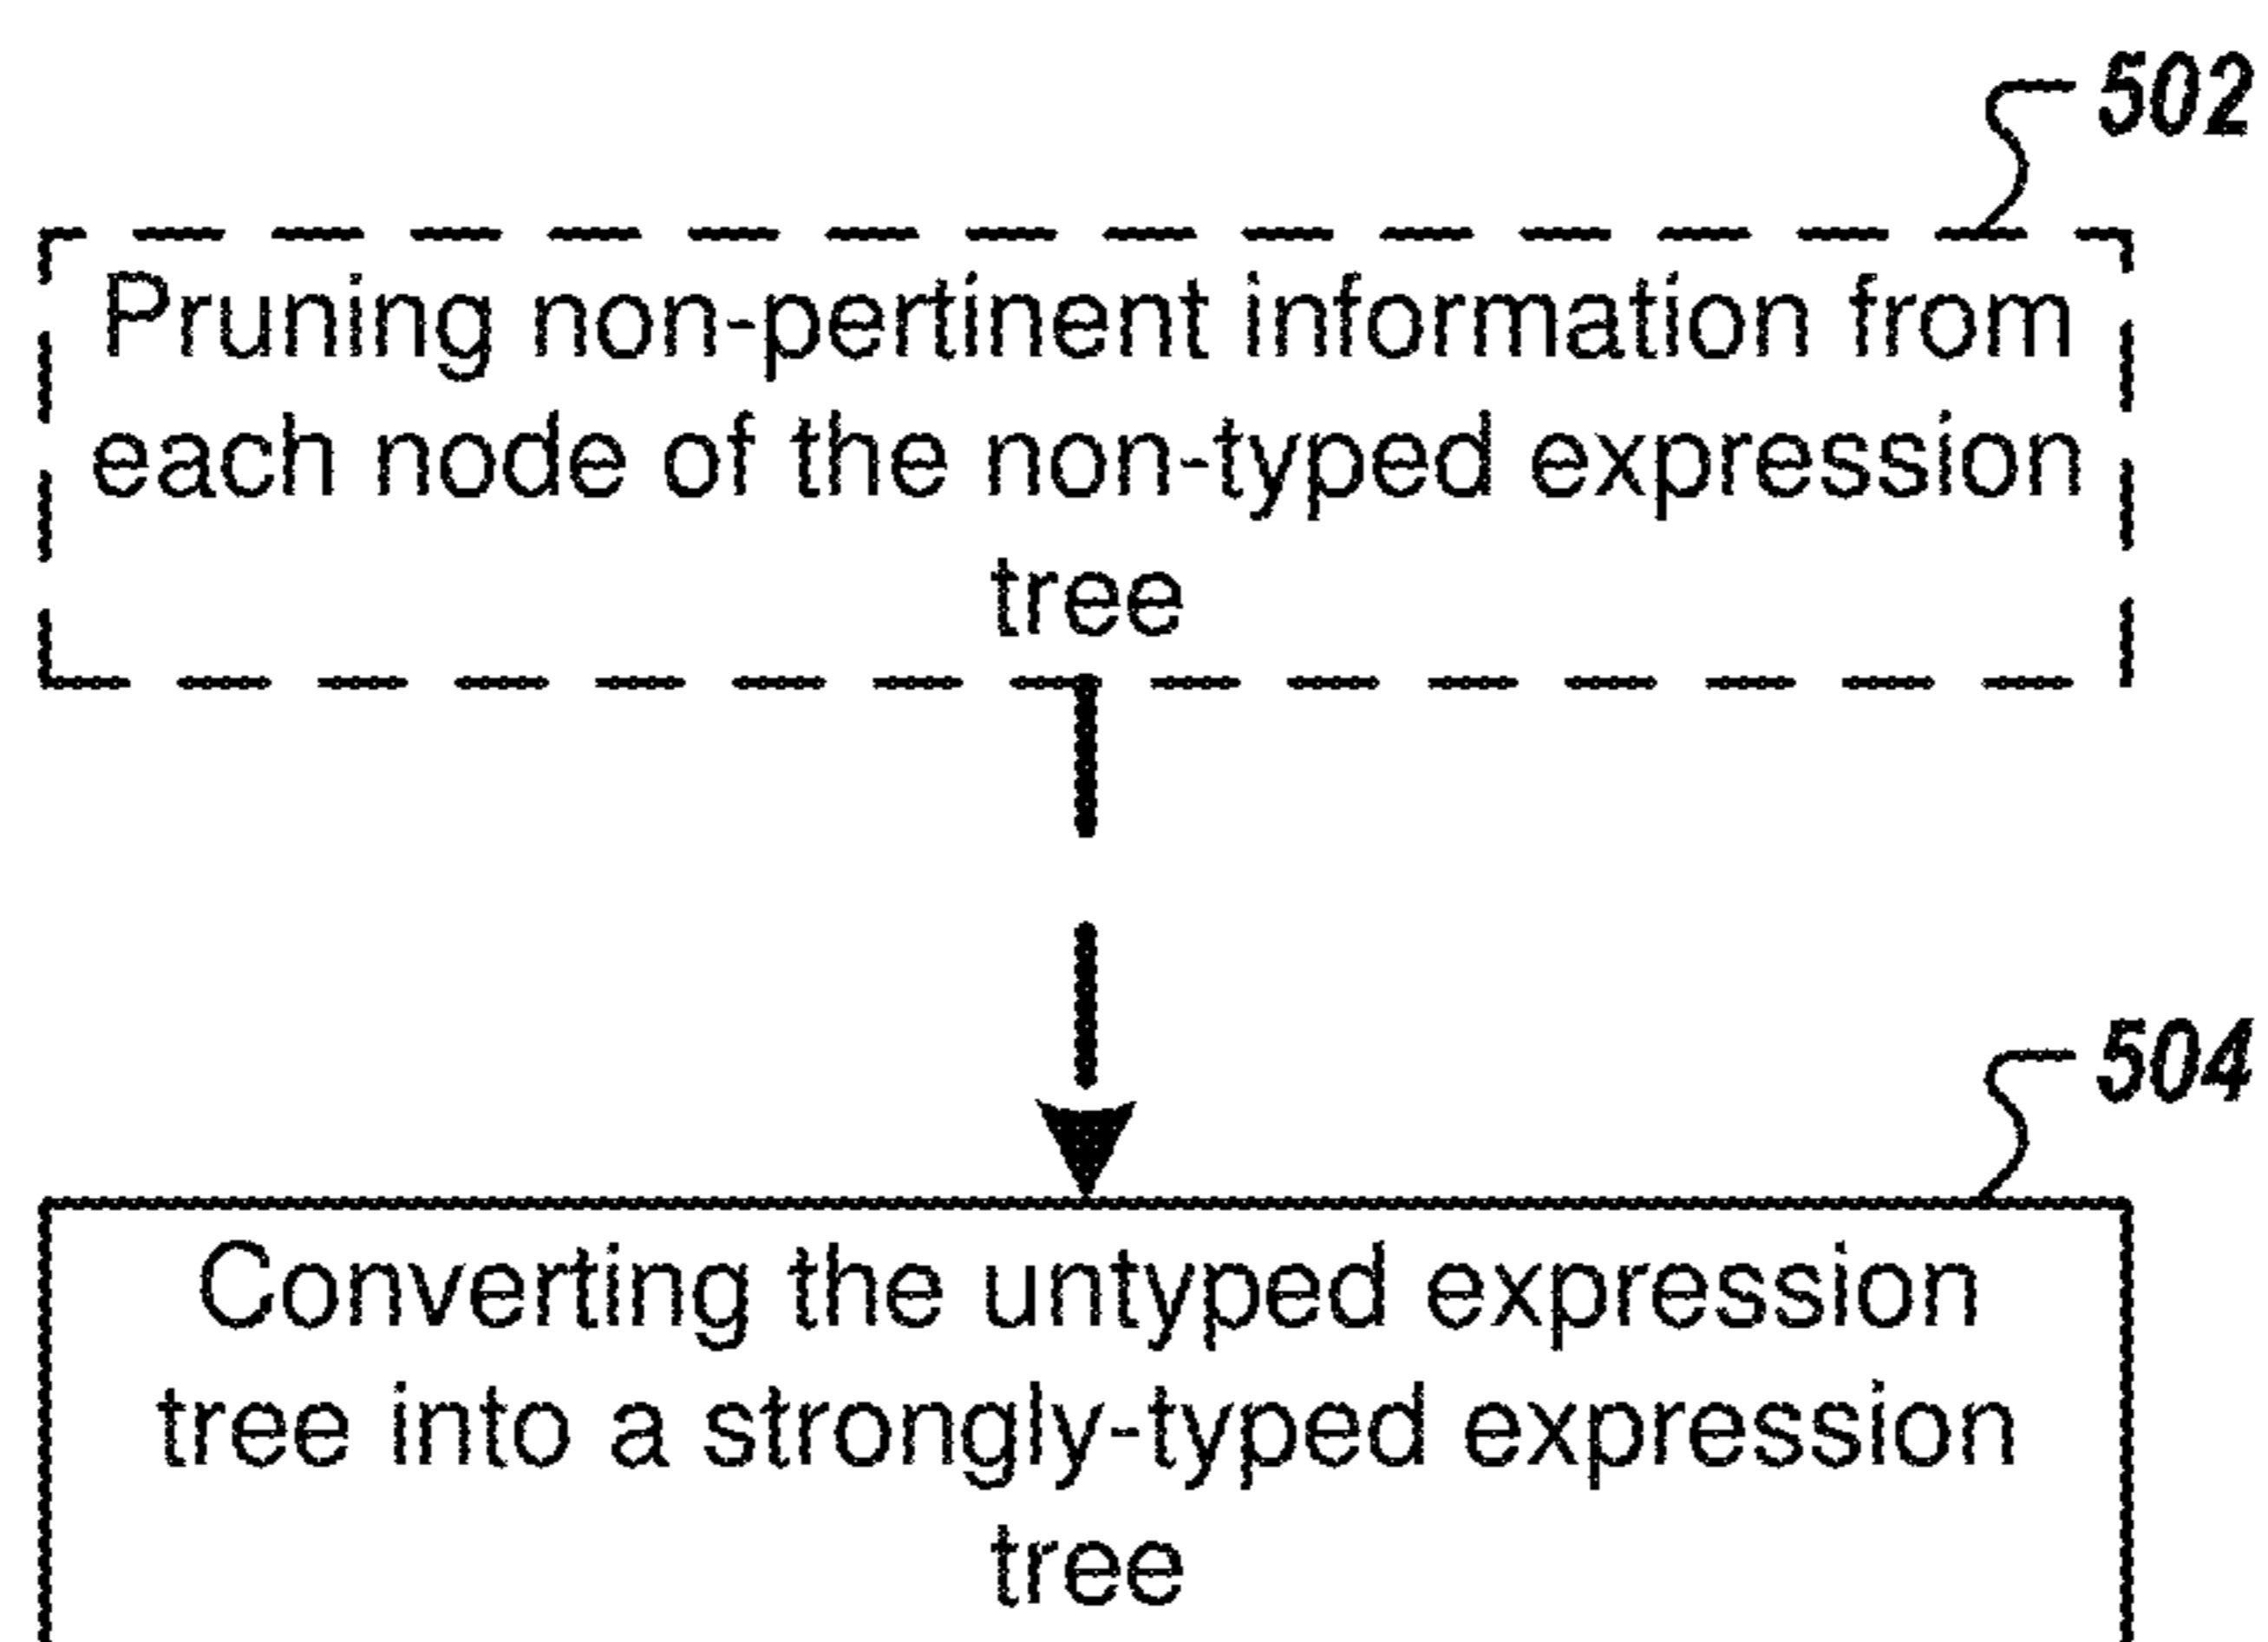 502
Pruning non-pertinent information from
each node of the non-typed expression
tree
504
Converting the untyped expression
tree into a strongly-typed expression
tree